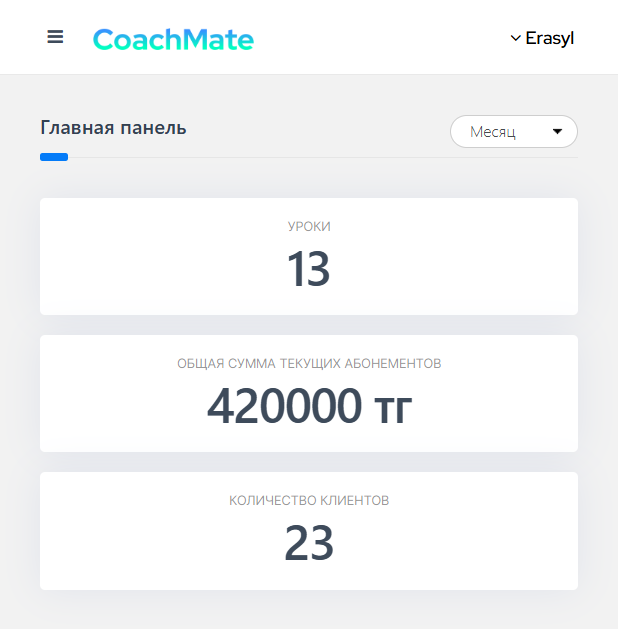 CoachMate
Erasyl
Главная панель
Месяц
УРОКИ
13
ОБЩАЯ СУММА ТЕКУЩИХ АБОНЕМЕНТОВ
420000 тг
КОЛИЧЕСТВО КЛИЕНТОВ
23